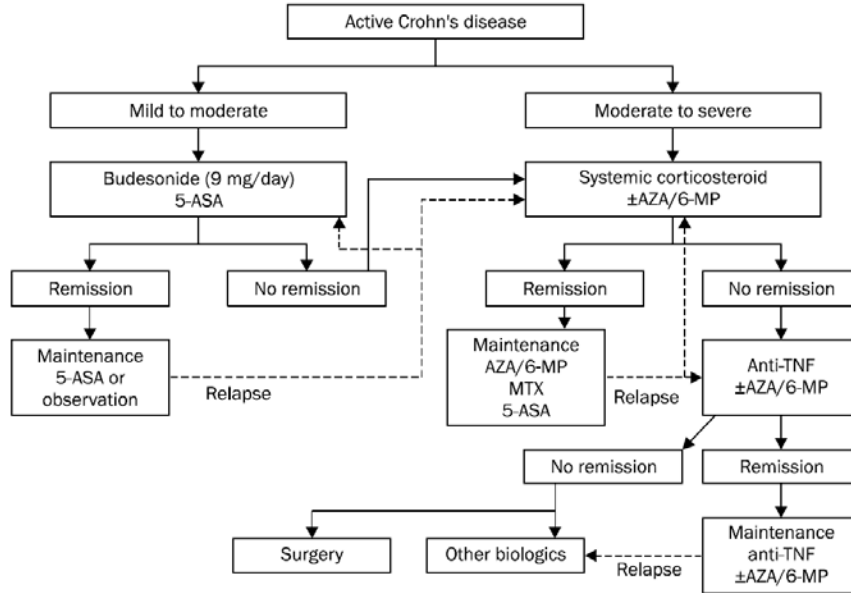 Active Crohn's disease
Mild to moderate
Moderate to severe
Budesonide (9 mg/day)
5-ASA
Systemic corticosteroid
±AZA/6-MP
Remission
No remission
Remission
No remission
Maintenance
5-ASA or
observation
Relapse
Maintenance
AZA/6-MP
MTX
5-ASA
Relapse
Anti-TNF
±AZA/6-MP
No remission
Remission
Surgery
Other biologics
Relapse
Maintenance
anti-TNF
±AZA/6-MP